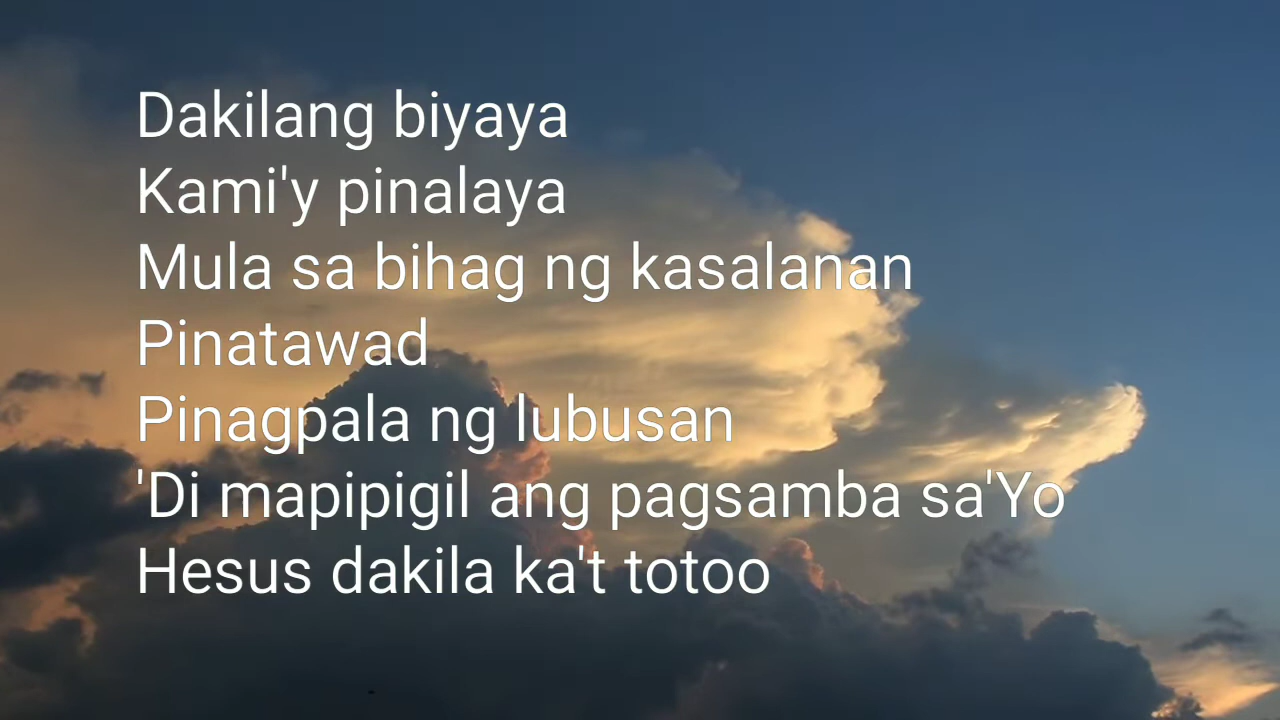 Dakilang biyaya
Kami'y pinalaya
Mula sa bihag ng kasalanan
Pinatawad
Pinagpala ng lubusan
'Di mapipigil ang pagsamba sa'Yo
Hesus dakila ka't totoo